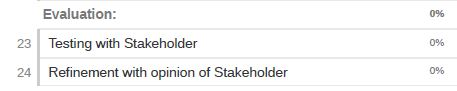 Evaluation: 0%
23 Testing with Stakeholder 0%
24 Refinement with opinion of Stakeholder 0%